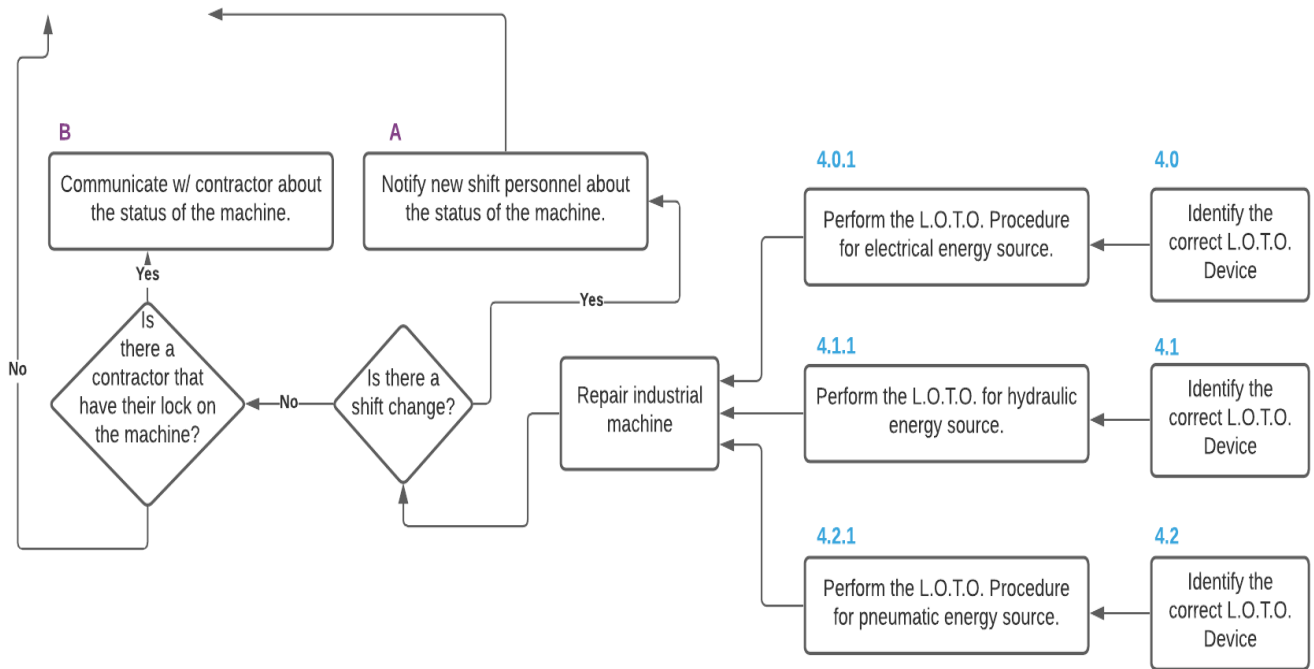 B
Communicate w/ contractor about
the status of the machine.
A
Notify new shift personnel about
the status of the machine.
4.0.1
Perform the L.O.T.O. Procedure
for electrical energy source.
4.0
Identify the
correct L.O.T.O.
Device
Yes
Yes
Is
there a
contractor that
have their lock on
the machine?
No
No
Is there a
shift change?
Repair industrial
machine
4.1.1
Perform the L.O.T.O. for hydraulic
energy source.
4.1
Identify the
correct L.O.T.O.
Device
4.2.1
Perform the L.O.T.O. Procedure
for pneumatic energy source.
4.2
Identify the
correct L.O.T.O.
Device